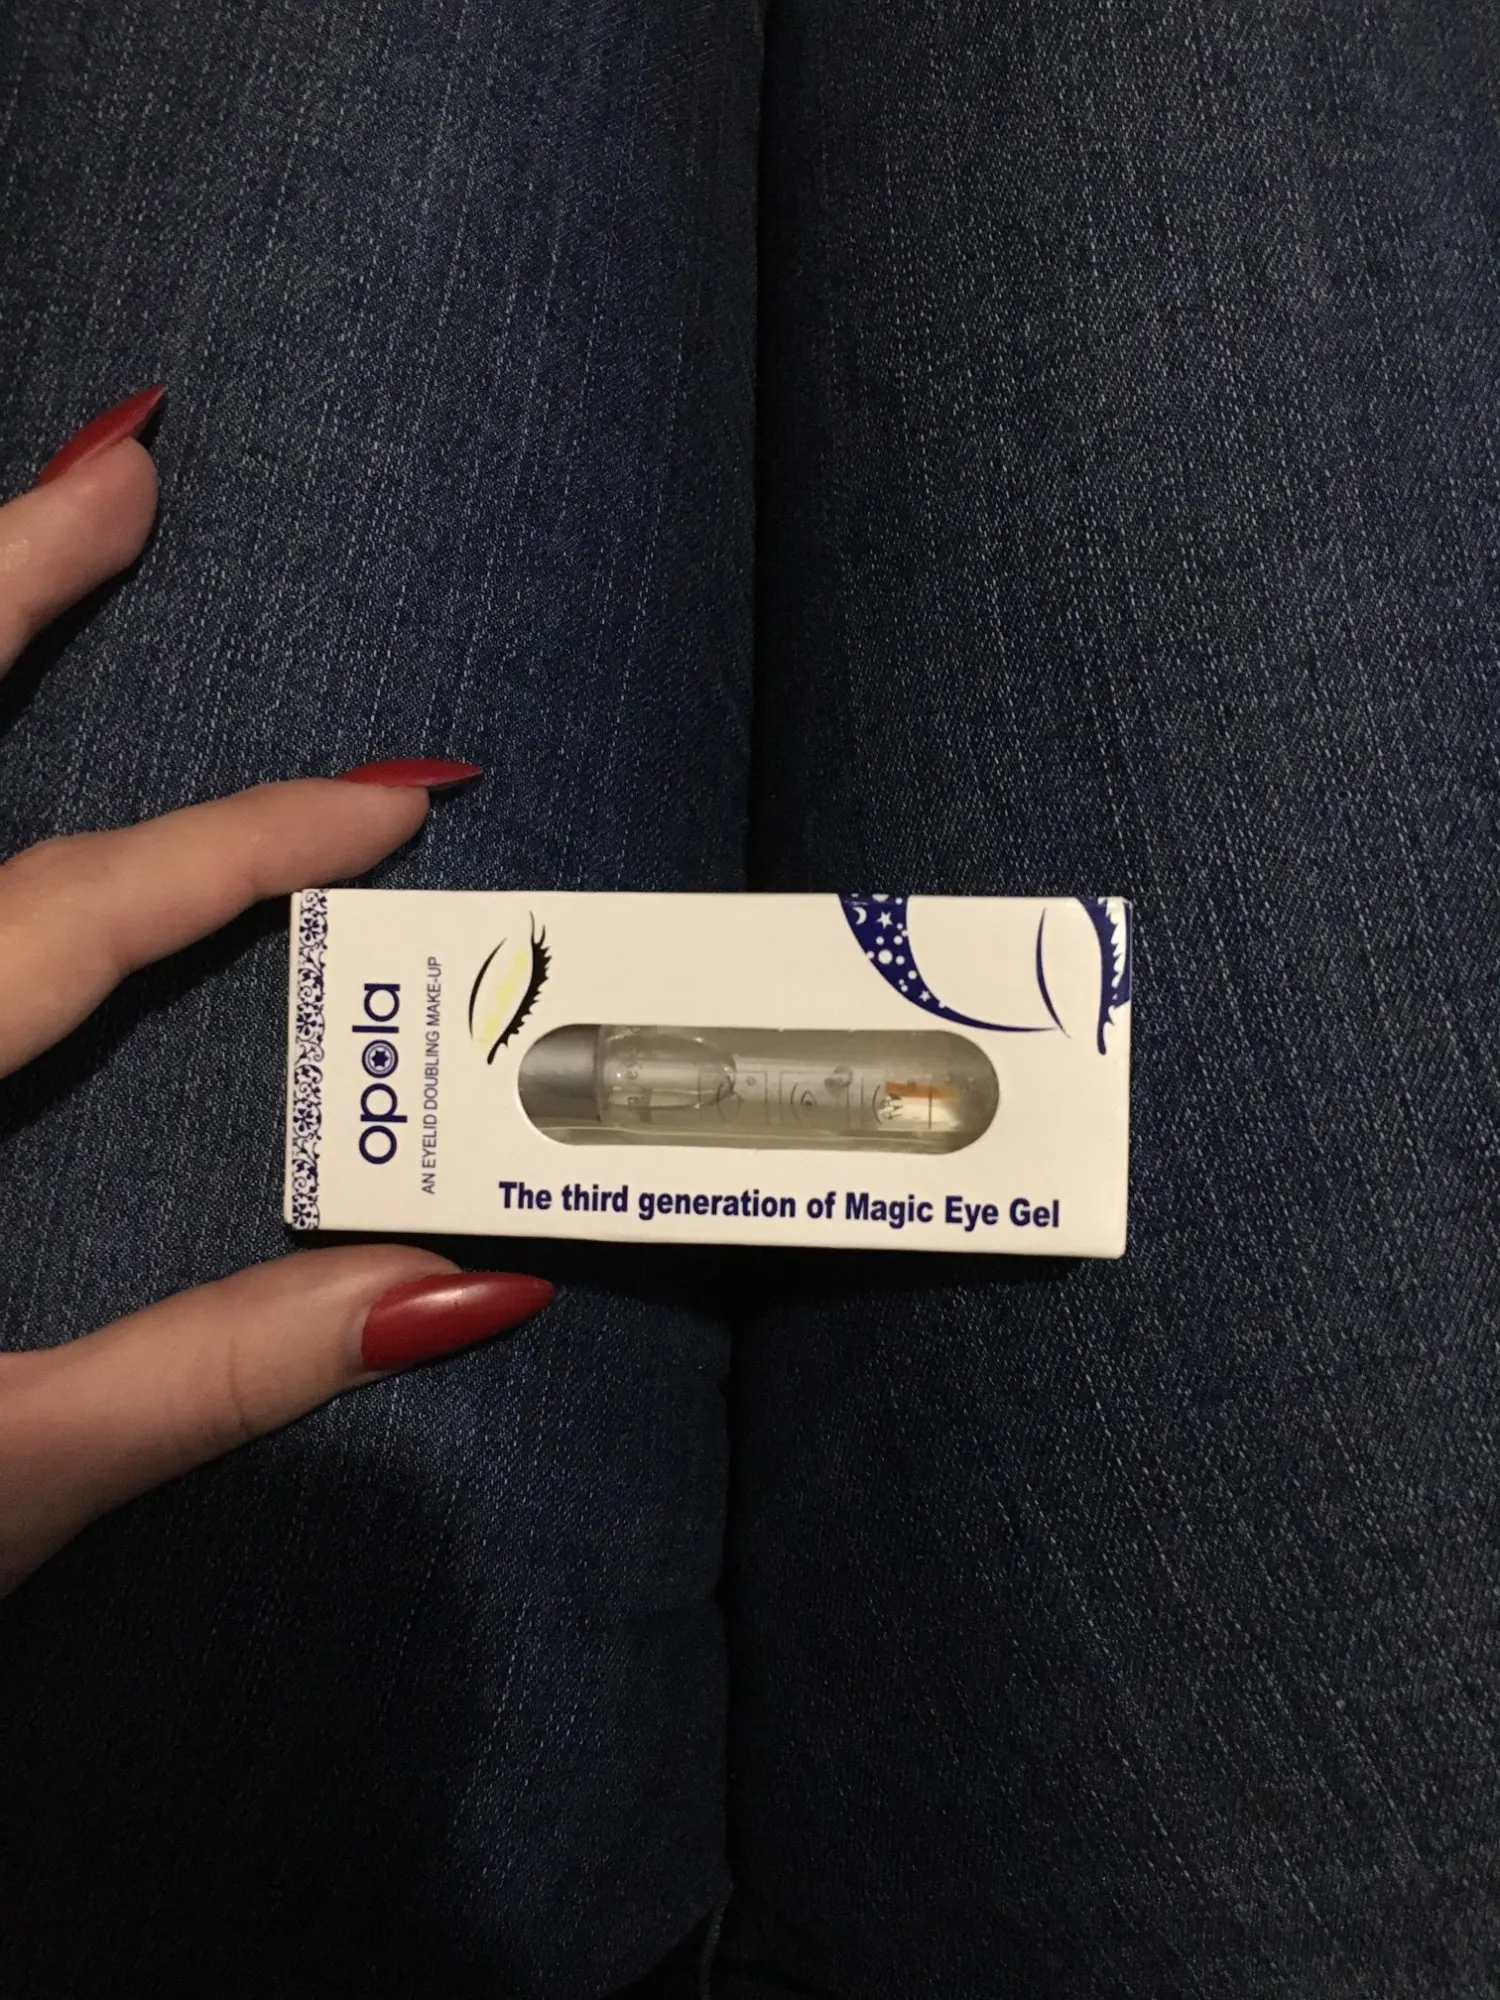 opola
AN EYELID DOUBLING MAKE-UP
The third generation of Magic Eye Gel